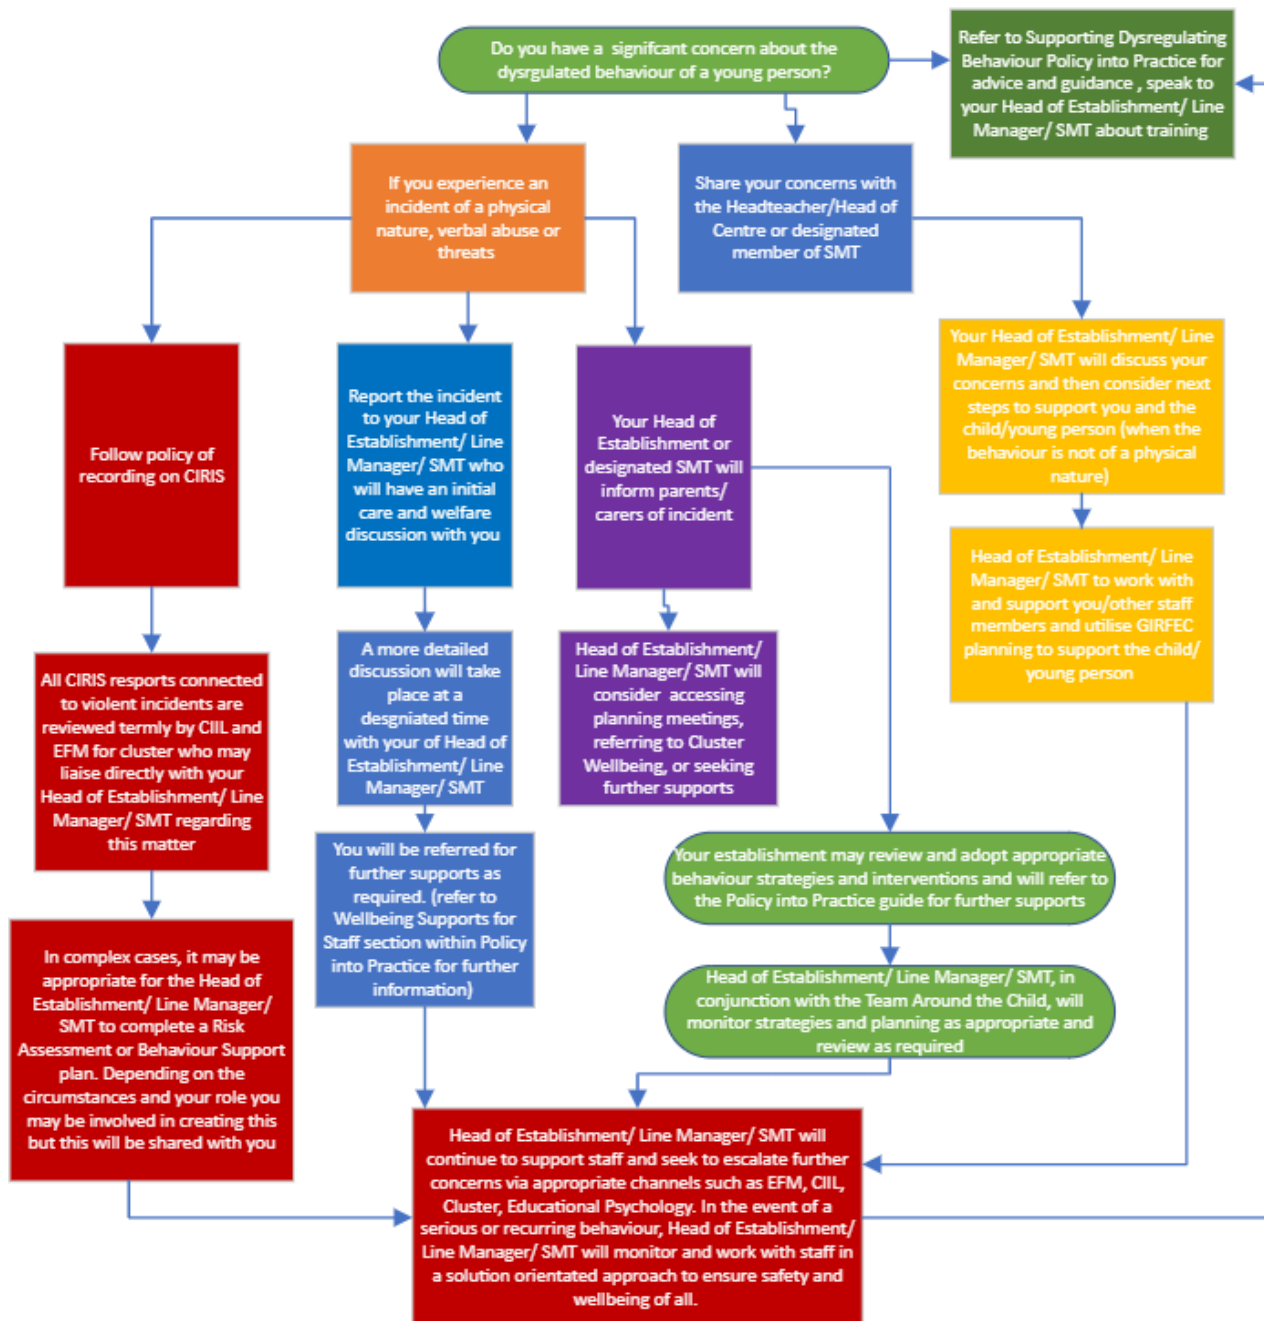 Do you have a  signifcant concern about the
dysrgulated behaviour of a young person?
Refer to Supporting Dysregulating
Behaviour Policy into Practice for
advice and guidance , speak to
your Head of Establishment/ Line
Manager/ SMT about training
If you experience an
incident of a physical
nature, verbal abuse or
threats
Share your concerns with
the Headteacher/Head of
Centre or designated
member of SMT
Follow policy of
recording on CIRIS
Report the incident
to your Head of
Establishment/ Line
Manager/ SMT who
will have an initial
care and welfare
discussion with you
Your Head of
Establishment or
designated SMT will
inform parents/
carers of incident
Your Head of Establishment/ Line
Manager/ SMT will discuss your
concerns and then consider next
steps to support you and the
child/young person (when the
behaviour is not of a physical
nature)
Head of Establishment/ Line
Manager/ SMT to work with
and support you/other staff
members and utilise GIRFEC
planning to support the child/
young person
All CIRIS resports connected
to violent incidents are
reviewed termly by CIIL and
EFM for cluster who may
liaise directly with your
Head of Establishment/ Line
Manager/ SMT regarding
this matter
A more detailed
discussion will take
place at a
desgniated time
with your of Head of
Establishment/ Line
Manager/ SMT
Head of Establishment/
Line Manager/ SMT will
consider  accessing
planning meetings,
referring to Cluster
Wellbeing, or seeking
further supports
You will be referred for
further supports as
required. (refer to
Wellbeing Supports for
Staff section within Policy
into Practice for further
information)
Your establishment may review and adopt appropriate
behaviour strategies and interventions and will refer to
the Policy into Practice guide for further supports
In complex cases, it may be
appropriate for the Head of
Establishment/ Line Manager/
SMT to complete a Risk
Assessment or Behaviour Support
plan. Depending on the
circumstances and your role you
may be involved in creating this
but this will be shared with you
Head of Establishment/ Line Manager/ SMT, in
conjunction with the Team Around the Child, will
monitor strategies and planning as appropriate and
review as required
Head of Establishment/ Line Manager/ SMT will
continue to support staff and seek to escalate further
concerns via appropriate channels such as EFM, CIIL,
Cluster, Educational Psychology. In the event of a
serious or recurring behaviour, Head of Establishment/
Line Manager/ SMT will monitor and work with staff in
a solution orientated approach to ensure safety and
wellbeing of all.